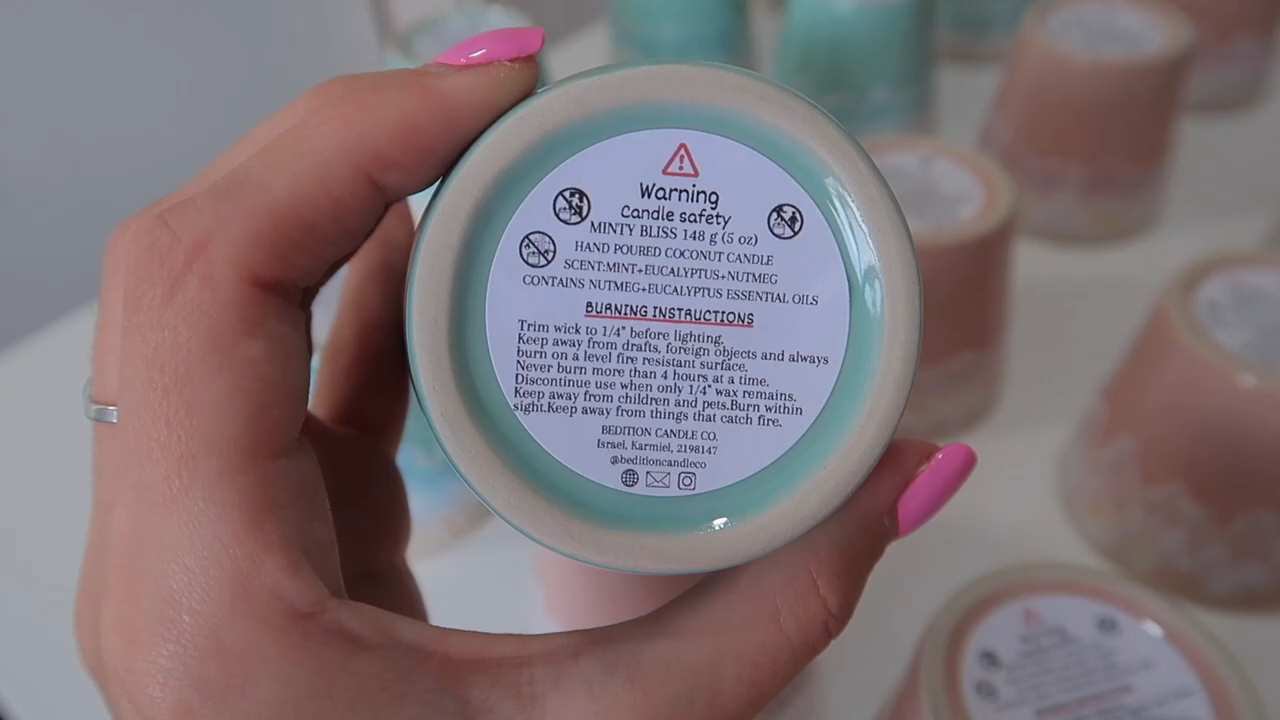 Warning
Candle safety
MINTY BLISS 148 g (5 oz)
HAND POURED COCONUT CANDLE
SCENT:MINT+EUCALYPTUS+NUTMEG
CONTAINS NUTMEG+EUCALYPTUS ESSENTIAL OILS
BURNING INSTRUCTIONS
Trim wick to 1/4" before lighting.
Keep away from drafts, foreign objects and always
burn on a level fire resistant surface.
Never burn more than 4 hours at a time.
Discontinue use when only 1/4" wax remains.
Keep away from children and pets.Burn within
sight.Keep away from things that catch fire.
BEDITION CANDLE CO.
Israel, Karmiel, 2198147
@beditioncandleco